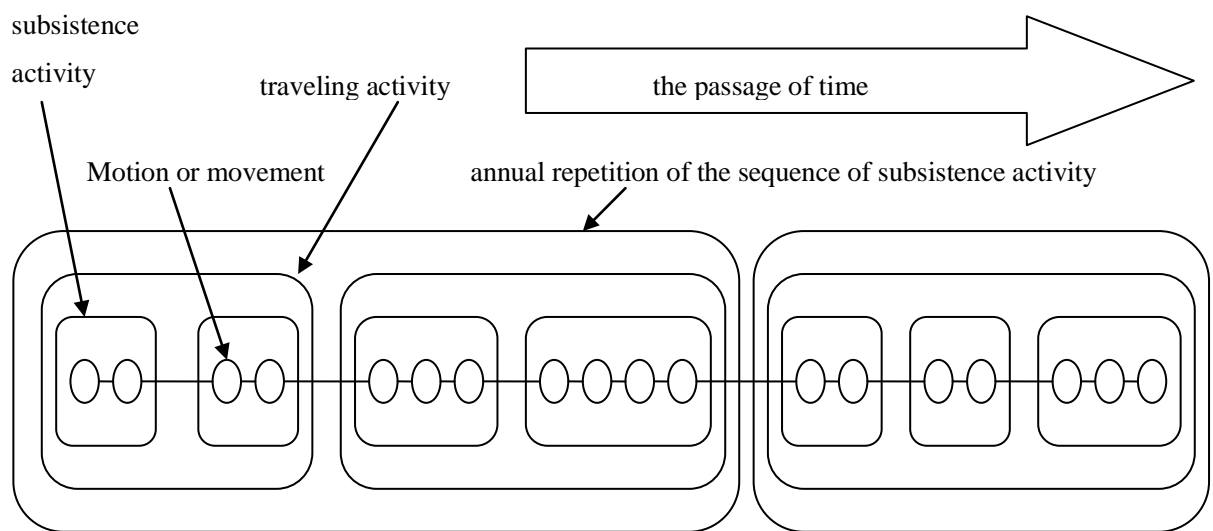 subsistence
activity
traveling activity
the passage of time
Motion or movement
annual repetition of the sequence of subsistence activity